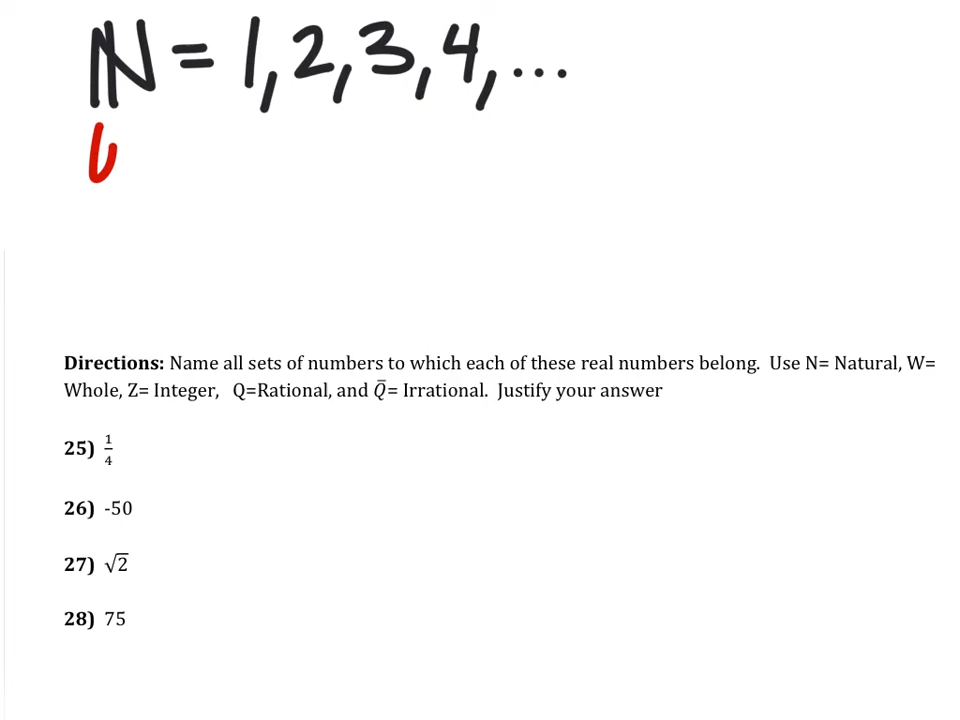 ℕ = 1, 2, 3, 4, ...
Directions: Name all sets of numbers to which each of these real numbers belong. Use N= Natural, W=
Whole, Z= Integer, Q=Rational, and Q̅= Irrational. Justify your answer
25) 1/4
26) -50
27) √2
28) 75